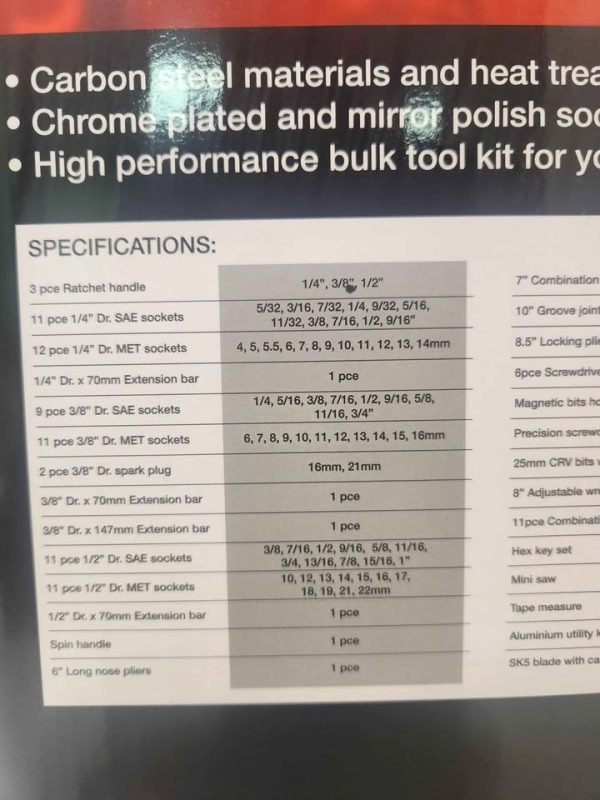 • Carbon steel materials and heat trea
• Chrome plated and mirror polish soc
• High performance bulk tool kit for yo
SPECIFICATIONS:
3 pce Ratchet handle 1/4", 3/8", 1/2"
11 pce 1/4" Dr. SAE sockets 5/32, 3/16, 7/32, 1/4, 9/32, 5/16,
11/32, 3/8, 7/16, 1/2, 9/16"
12 pce 1/4" Dr. MET sockets 4, 5, 5.5, 6, 7, 8, 9, 10, 11, 12, 13, 14mm
1/4" Dr. x 70mm Extension bar 1 pce
9 pce 3/8" Dr. SAE sockets 1/4, 5/16, 3/8, 7/16, 1/2, 9/16, 5/8,
11/16, 3/4"
11 pce 3/8" Dr. MET sockets 6, 7, 8, 9, 10, 11, 12, 13, 14, 15, 16mm
2 pce 3/8" Dr. spark plug 16mm, 21mm
3/8" Dr. x 70mm Extension bar 1 pce
3/8" Dr. x 147mm Extension bar 1 pce
11 pce 1/2" Dr. SAE sockets 3/8, 7/16, 1/2, 9/16, 5/8, 11/16,
3/4, 13/16, 7/8, 15/16, 1"
11 pce 1/2" Dr. MET sockets 10, 12, 13, 14, 15, 16, 17,
18, 19, 21, 22mm
1/2" Dr. x 70mm Extension bar 1 pce
Spin handle 1 pce
6" Long nose pliers 1 pce
7" Combination
10" Groove joint
8.5" Locking plie
6pce Screwdrive
Magnetic bits ho
Precision screwd
25mm CRV bits
8" Adjustable wre
11pce Combinati
Hex key set
Mini saw
Tape measure
Aluminium utility k
SK5 blade with ca